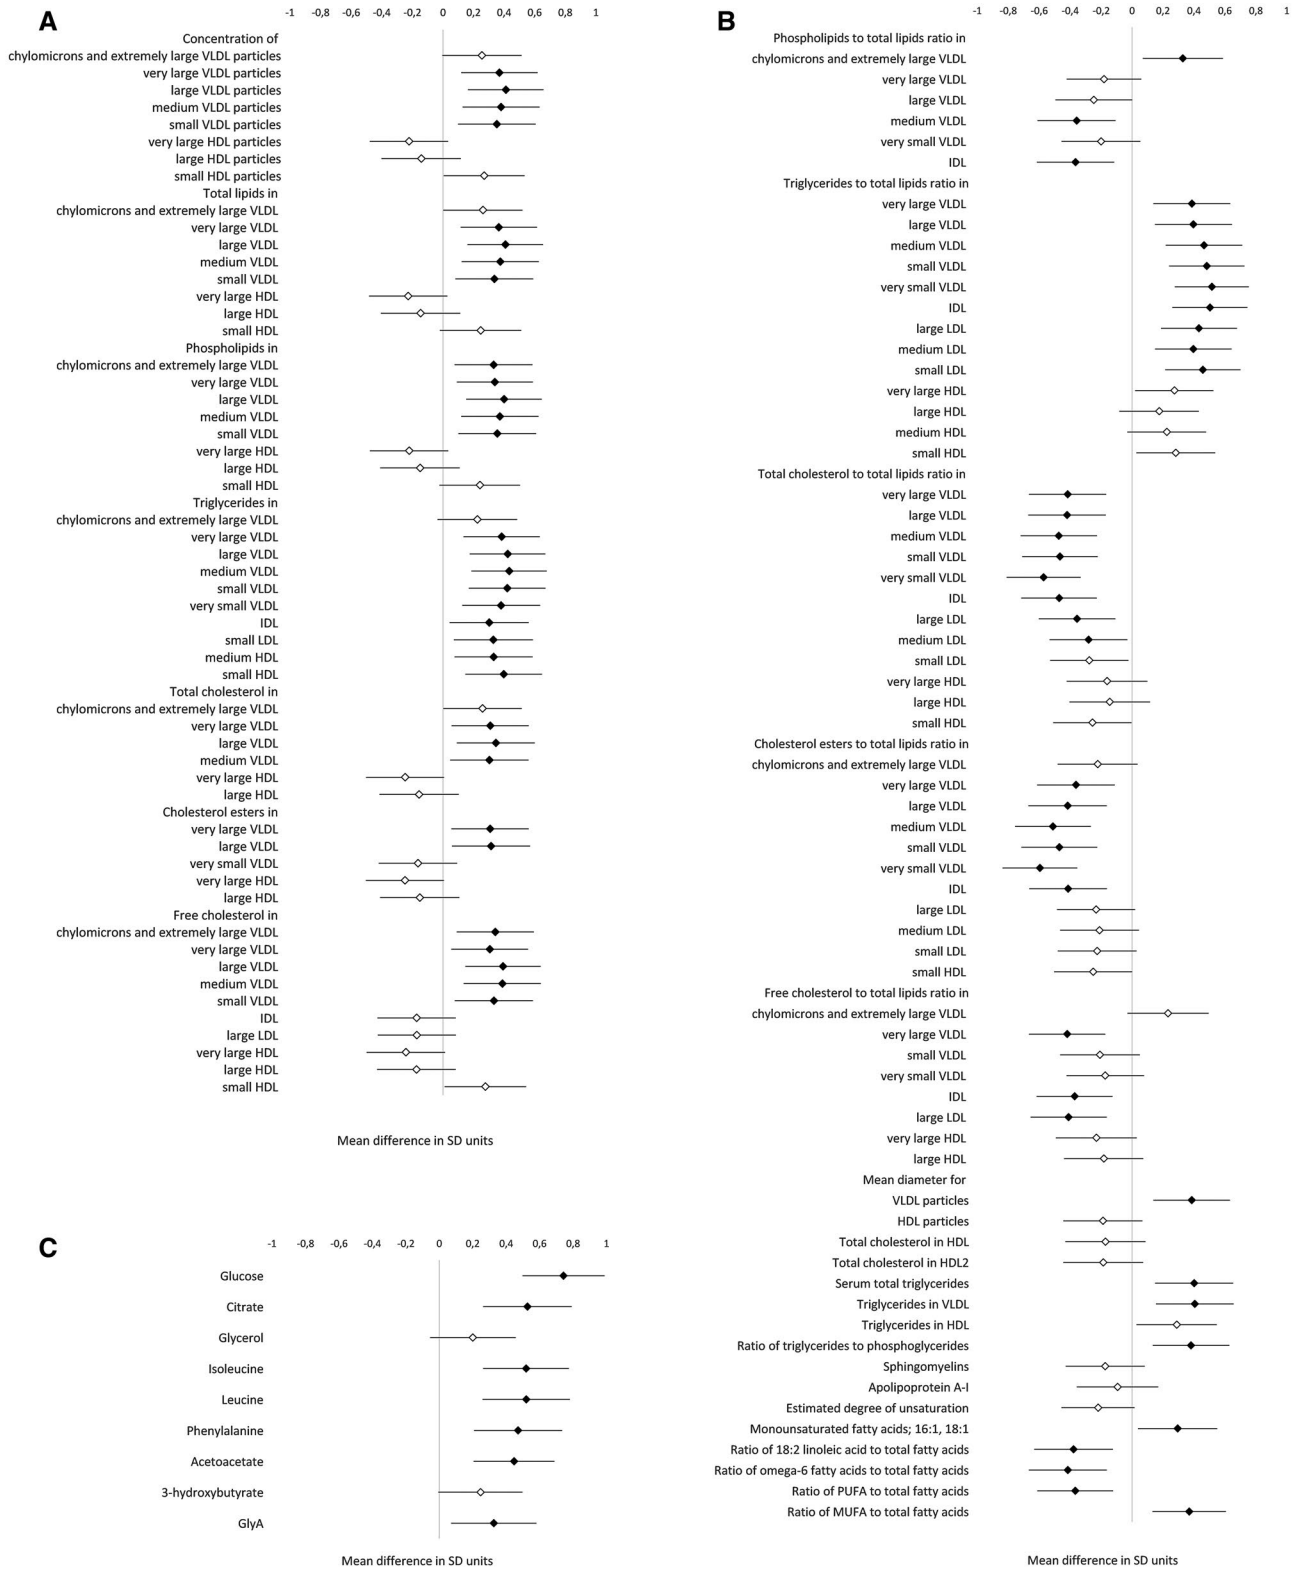 A
-1 -0,8 -0,6 -0,4 -0,2 0 0,2 0,4 0,6 0,8 1
Concentration of
chylomicrons and extremely large VLDL particles
very large VLDL particles
large VLDL particles
medium VLDL particles
small VLDL particles
very large HDL particles
large HDL particles
small HDL particles
Total lipids in
chylomicrons and extremely large VLDL
very large VLDL
large VLDL
medium VLDL
small VLDL
very large HDL
large HDL
small HDL
Phospholipids in
chylomicrons and extremely large VLDL
very large VLDL
large VLDL
medium VLDL
small VLDL
very large HDL
large HDL
small HDL
Triglycerides in
chylomicrons and extremely large VLDL
very large VLDL
large VLDL
medium VLDL
small VLDL
very small VLDL
IDL
small LDL
medium HDL
small HDL
Total cholesterol in
chylomicrons and extremely large VLDL
very large VLDL
large VLDL
medium VLDL
very large HDL
large HDL
Cholesterol esters in
very large VLDL
large VLDL
very small VLDL
very large HDL
large HDL
Free cholesterol in
chylomicrons and extremely large VLDL
very large VLDL
large VLDL
medium VLDL
small VLDL
IDL
large LDL
very large HDL
large HDL
small HDL
Mean difference in SD units
B
-1 -0,8 -0,6 -0,4 -0,2 0 0,2 0,4 0,6 0,8 1
Phospholipids to total lipids ratio in
chylomicrons and extremely large VLDL
very large VLDL
large VLDL
medium VLDL
very small VLDL
IDL
Triglycerides to total lipids ratio in
very large VLDL
large VLDL
medium VLDL
small VLDL
very small VLDL
IDL
large LDL
medium LDL
small LDL
very large HDL
large HDL
medium HDL
small HDL
Total cholesterol to total lipids ratio in
very large VLDL
large VLDL
medium VLDL
small VLDL
very small VLDL
IDL
large LDL
medium LDL
small LDL
very large HDL
large HDL
small HDL
Cholesterol esters to total lipids ratio in
chylomicrons and extremely large VLDL
very large VLDL
large VLDL
medium VLDL
small VLDL
very small VLDL
IDL
large LDL
medium LDL
small LDL
small HDL
Free cholesterol to total lipids ratio in
chylomicrons and extremely large VLDL
very large VLDL
small VLDL
very small VLDL
IDL
large LDL
very large HDL
large HDL
Mean diameter for
VLDL particles
HDL particles
Total cholesterol in HDL
Total cholesterol in HDL2
Serum total triglycerides
Triglycerides in VLDL
Triglycerides in HDL
Ratio of triglycerides to phosphoglycerides
Sphingomyelins
Apolipoprotein A-I
Estimated degree of unsaturation
Monounsaturated fatty acids; 16:1, 18:1
Ratio of 18:2 linoleic acid to total fatty acids
Ratio of omega-6 fatty acids to total fatty acids
Ratio of PUFA to total fatty acids
Ratio of MUFA to total fatty acids
Mean difference in SD units
C
-1 -0,8 -0,6 -0,4 -0,2 0 0,2 0,4 0,6 0,8 1
Glucose
Citrate
Glycerol
Isoleucine
Leucine
Phenylalanine
Acetoacetate
3-hydroxybutyrate
GlyA
Mean difference in SD units